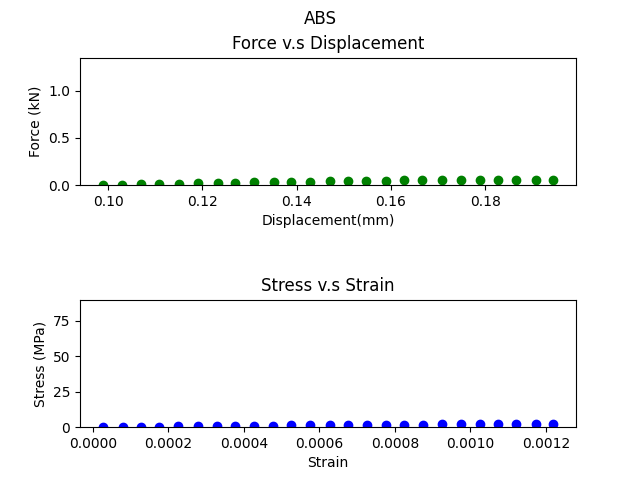 ABS
Force v.s Displacement
1.0
0.5
0.0
Force (kN)
0.10 0.12 0.14 0.16 0.18
Displacement(mm)
Stress v.s Strain
75
50
25
0
Stress (MPa)
0.0000 0.0002 0.0004 0.0006 0.0008 0.0010 0.0012
Strain